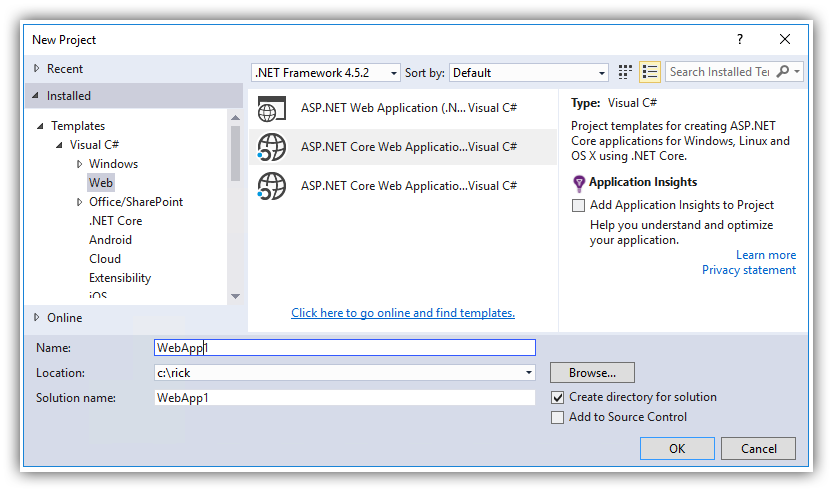 New Project
?
Recent
Installed
Templates
Visual C#
Windows
Web
Office/SharePoint
.NET Core
Android
Cloud
Extensibility
iOS
Online
.NET Framework 4.5.2
Sort by: Default
Search Installed Te
ASP.NET Web Application (.N... Visual C#
ASP.NET Core Web Applicatio...Visual C#
ASP.NET Core Web Applicatio...Visual C#
Click here to go online and find templates.
Type: Visual C#
Project templates for creating ASP.NET
Core applications for Windows, Linux and
OS X using .NET Core.
Application Insights
Add Application Insights to Project
Help you understand and optimize
your application.
Learn more
Privacy statement
Name: WebApp1
Location: c:\rick
Browse...
Solution name: WebApp1
Create directory for solution
Add to Source Control
OK
Cancel